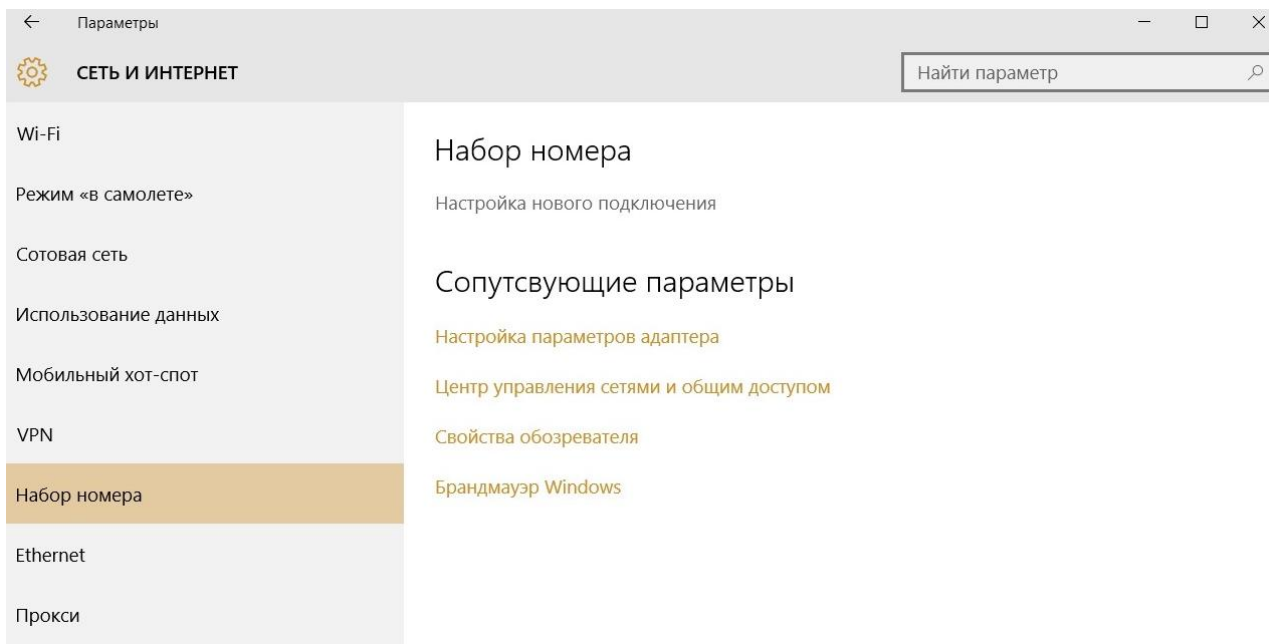 Параметры
СЕТЬ И ИНТЕРНЕТ
Найти параметр
Wi-Fi
Режим «в самолете»
Сотовая сеть
Использование данных
Мобильный хот-спот
VPN
Набор номера
Ethernet
Прокси
Набор номера
Настройка нового подключения
Сопутсвующие параметры
Настройка параметров адаптера
Центр управления сетями и общим доступом
Свойства обозревателя
Брандмауэр Windows